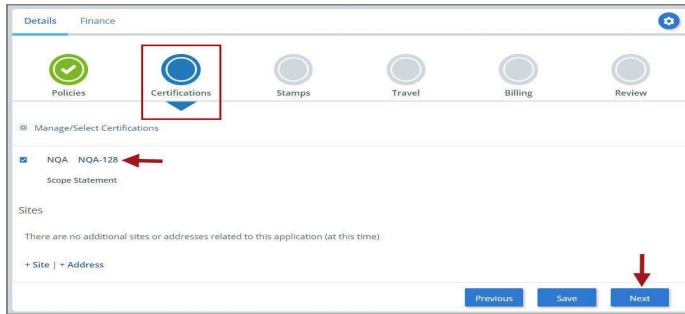 Details Finance
Policies Certifications Stamps Travel Billing Review
Manage/Select Certifications
NQA NQA-128
Scope Statement
Sites
There are no additional sites or addresses related to this application (at this time)
+ Site | + Address
Previous Save Next